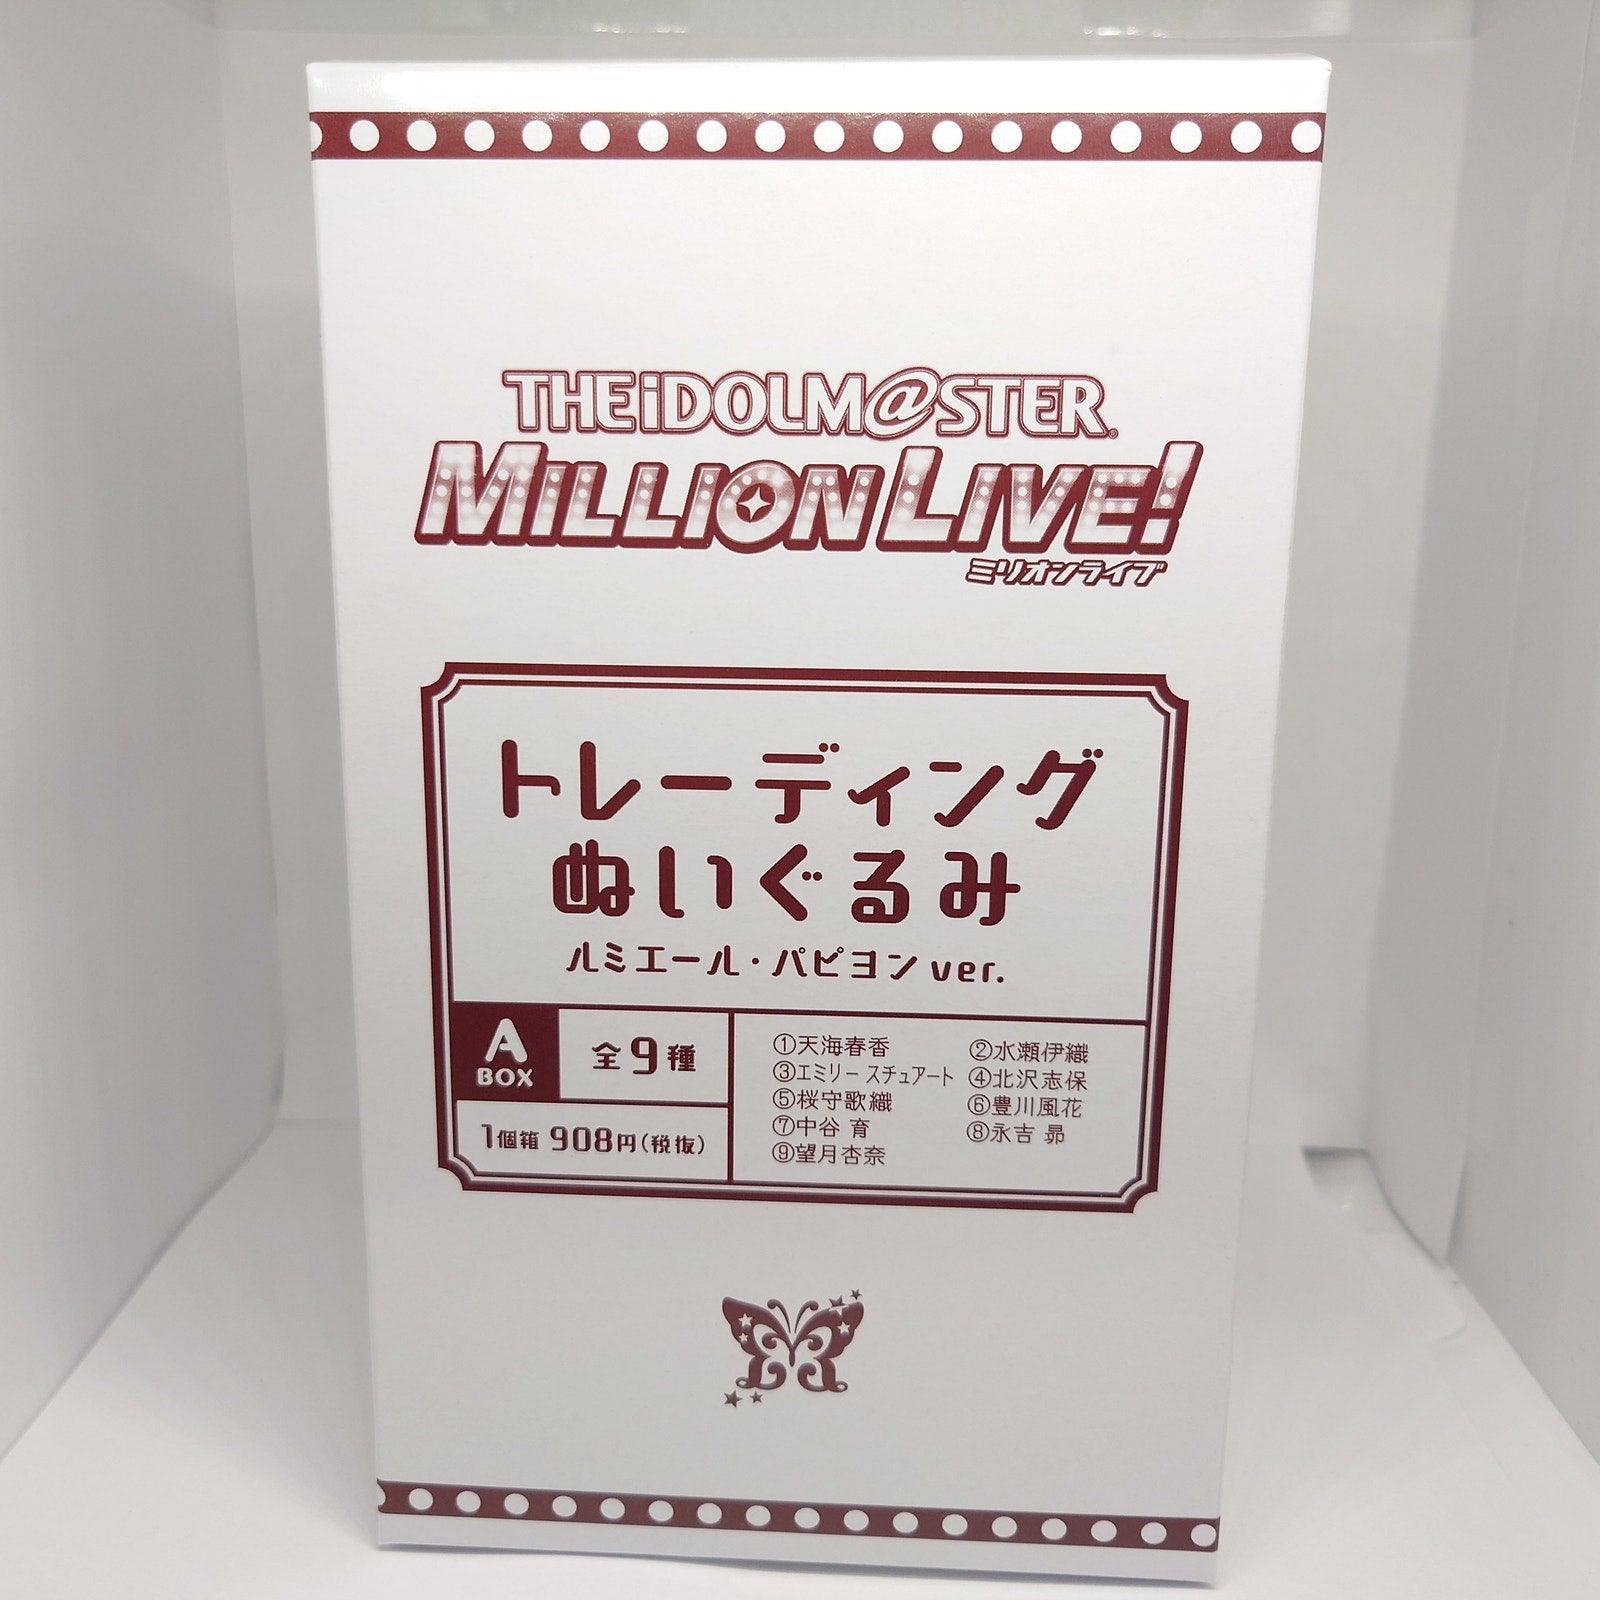 THE iDOLM@STER®
MILLION LIVE!
ミリオンライブ
トレーディング
ぬいぐるみ
ルミエール・パピヨン ver.
A
BOX
全9種
1個箱 908円(税抜)
①天海春香 ②水瀬伊織
③エミリー スチュアート ④北沢志保
⑤桜守歌織 ⑥豊川風花
⑦中谷 育 ⑧永吉 昴
⑨望月杏奈